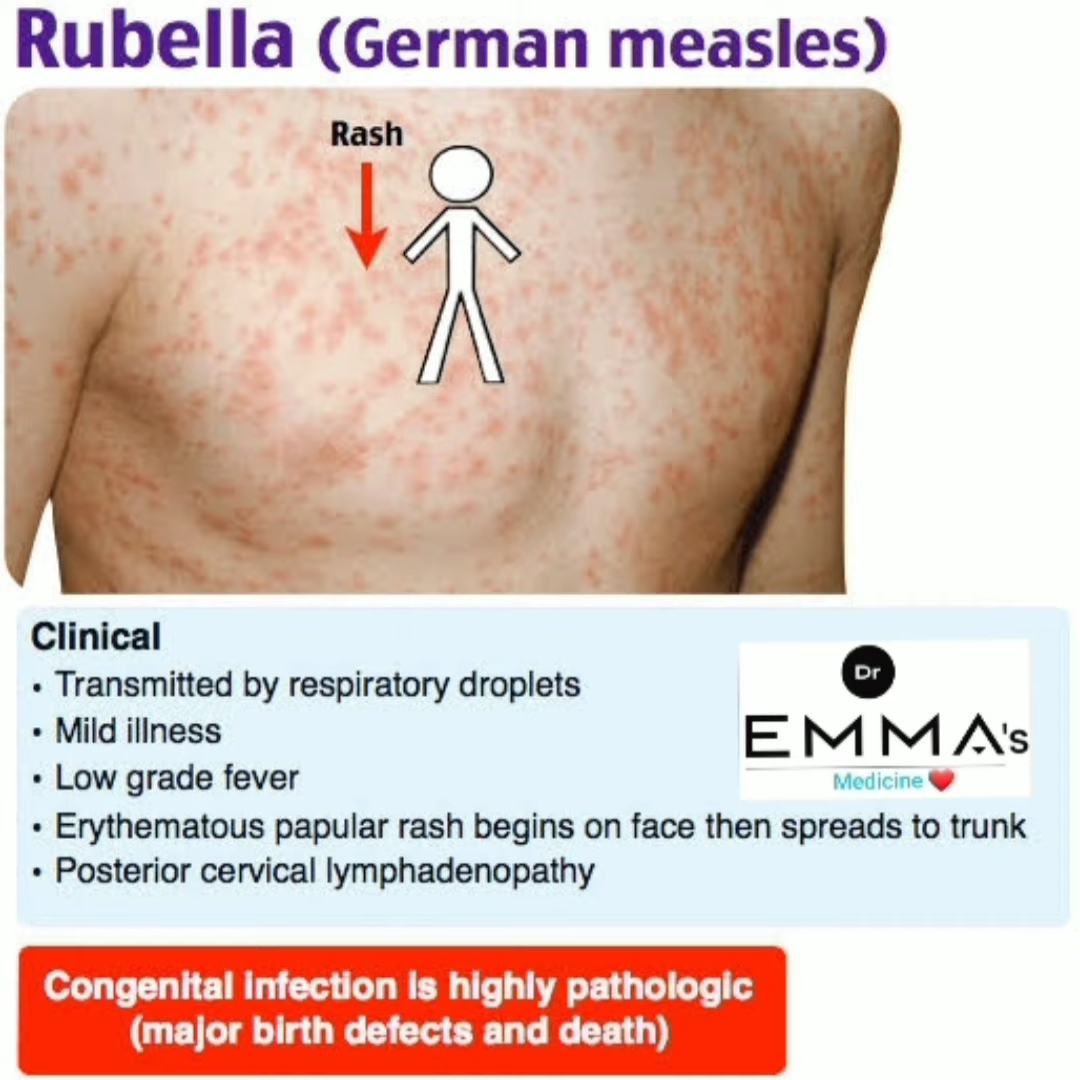 Rubella (German measles)
Rash
Clinical
• Transmitted by respiratory droplets
• Mild illness
• Low grade fever
• Erythematous papular rash begins on face then spreads to trunk
• Posterior cervical lymphadenopathy
Dr
EMMA's
Medicine ❤️
Congenital infection is highly pathologic
(major birth defects and death)